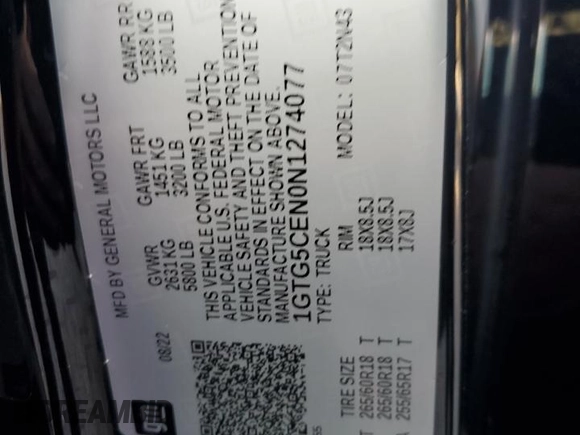 MFD BY GENERAL MOTORS LLC
08/22 GVWR GAWR FRT GAWR RR
2631 KG 1451 KG 1588 KG
5800 LB 3200 LB 3500 LB
THIS VEHICLE CONFORMS TO ALL
APPLICABLE U.S. FEDERAL MOTOR
VEHICLE SAFETY AND THEFT PREVENTION
STANDARDS IN EFFECT ON THE DATE OF
MANUFACTURE SHOWN ABOVE.
1GTG5CEN0N1274077
TYPE: TRUCK MODEL: 07T2N43
TIRE SIZE RIM
265/60R18 T 18X8.5J
265/60R18 T 18X8.5J
255/65R17 T 17X8J